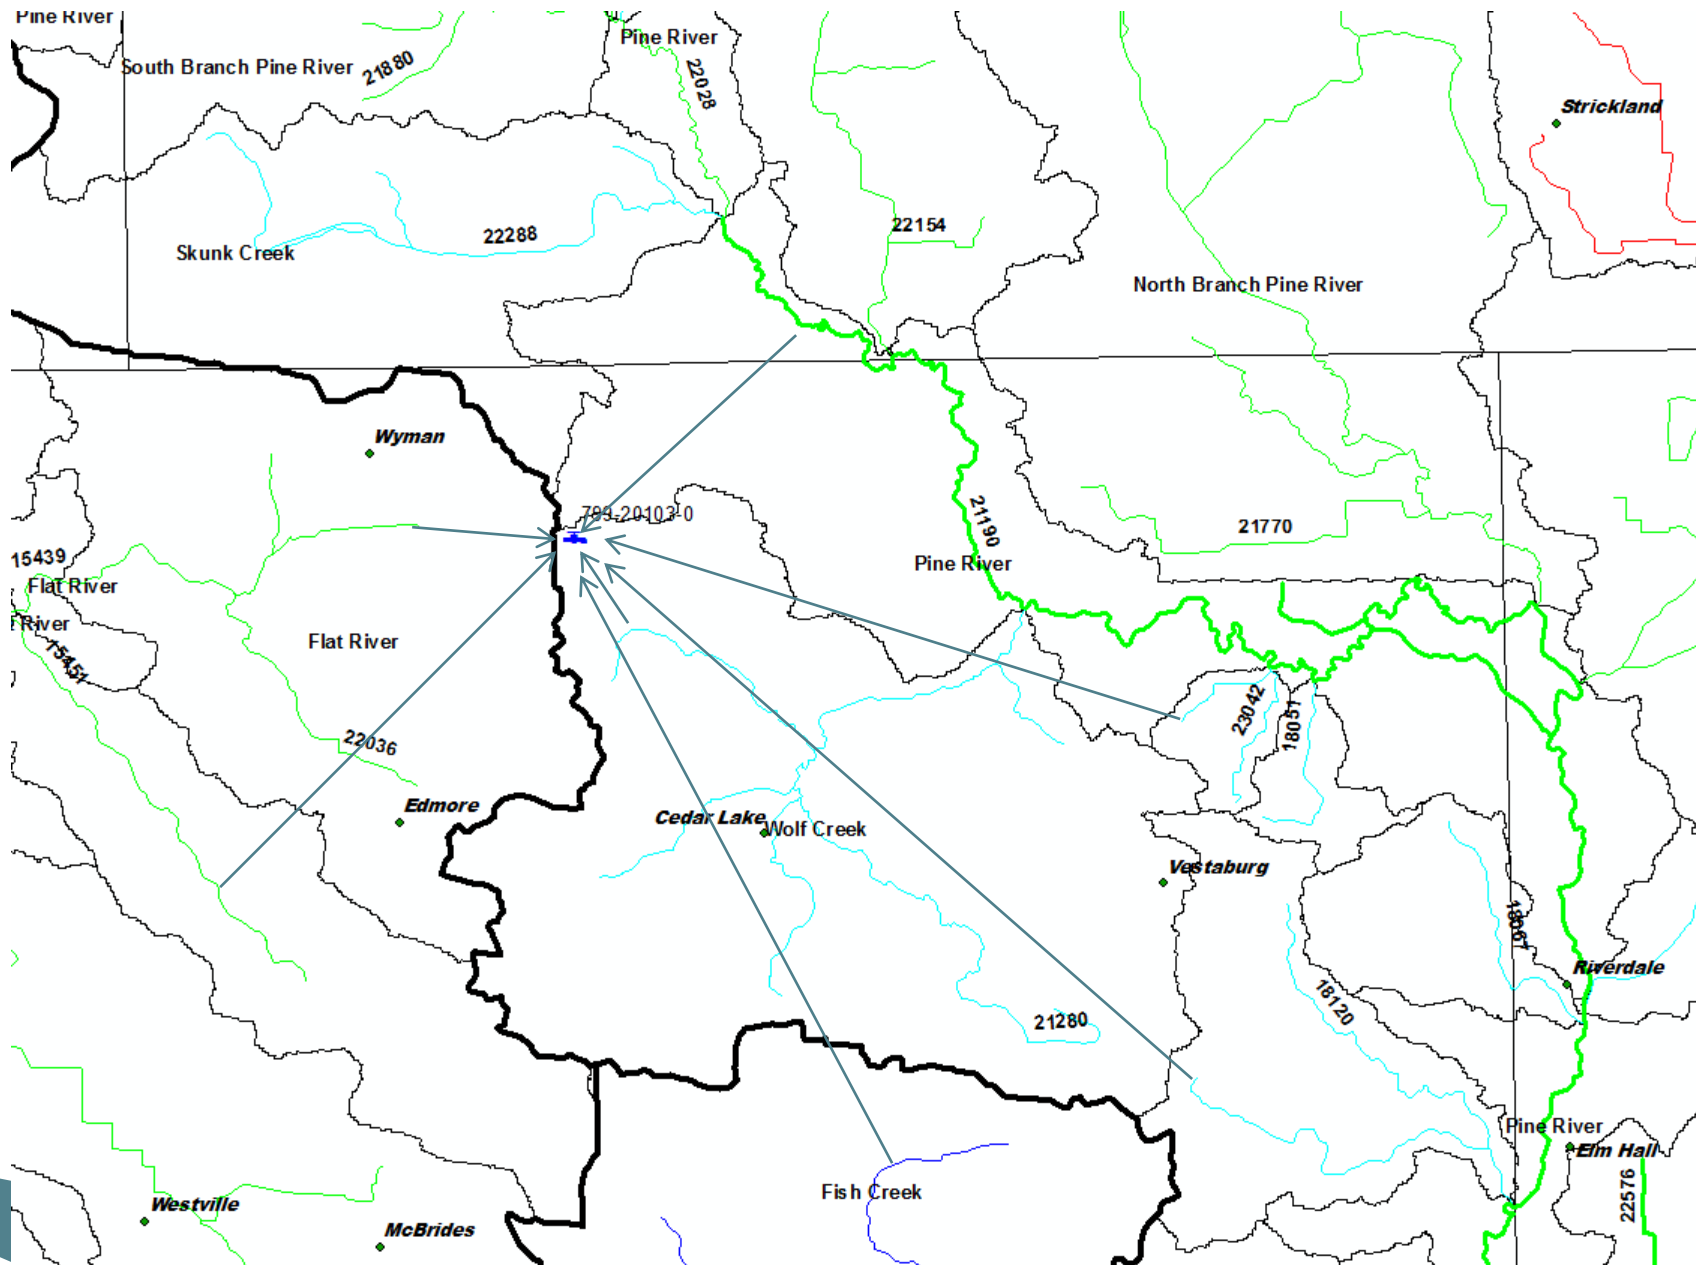 Pine River
South Branch Pine River
21880
Pine River
22028
Strickland
22288
22154
Skunk Creek
North Branch Pine River
Wyman
793-20103-0
21190
21770
15439
Flat River
Pine River
River
Flat River
15451
23042
18051
22036
Edmore
Cedar Lake
Wolf Creek
Vestaburg
18067
Riverdale
18120
21280
Pine River
Elm Hall
Fish Creek
22576
Westville
McBrides